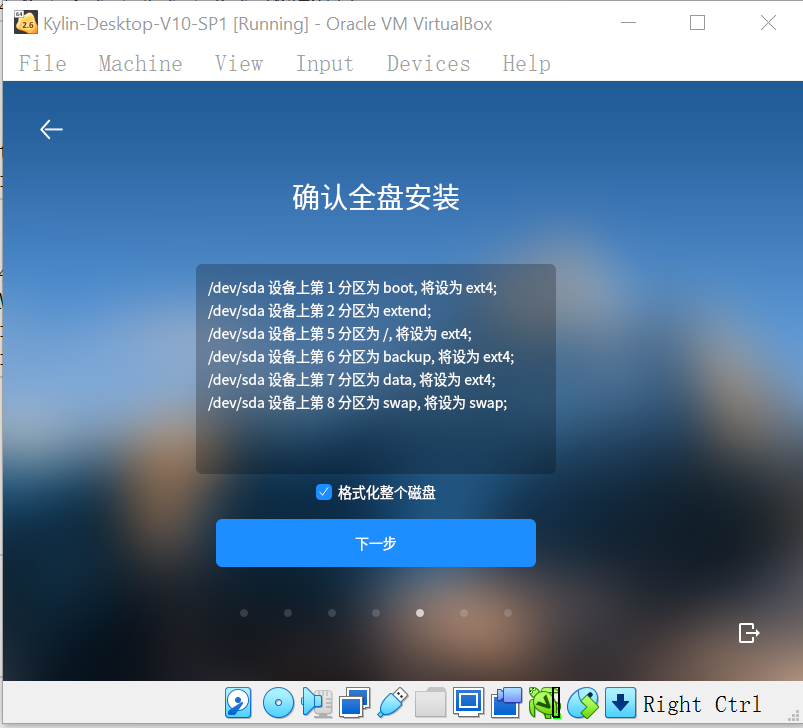 Kylin-Desktop-V10-SP1 [Running] - Oracle VM VirtualBox
File Machine View Input Devices Help
确认全盘安装
/dev/sda 设备上第 1 分区为 boot, 将设为 ext4;
/dev/sda 设备上第 2 分区为 extend;
/dev/sda 设备上第 5 分区为 /, 将设为 ext4;
/dev/sda 设备上第 6 分区为 backup, 将设为 ext4;
/dev/sda 设备上第 7 分区为 data, 将设为 ext4;
/dev/sda 设备上第 8 分区为 swap, 将设为 swap;
格式化整个磁盘
下一步
Right Ctrl